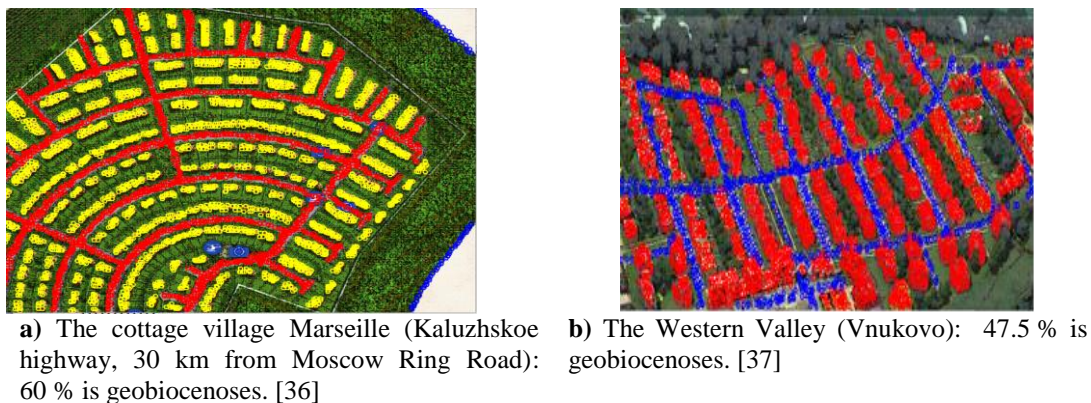 a) The cottage village Marseille (Kaluzhskoe
highway, 30 km from Moscow Ring Road):
60 % is geobiocenoses. [36]
b) The Western Valley (Vnukovo): 47.5 % is
geobiocenoses. [37]